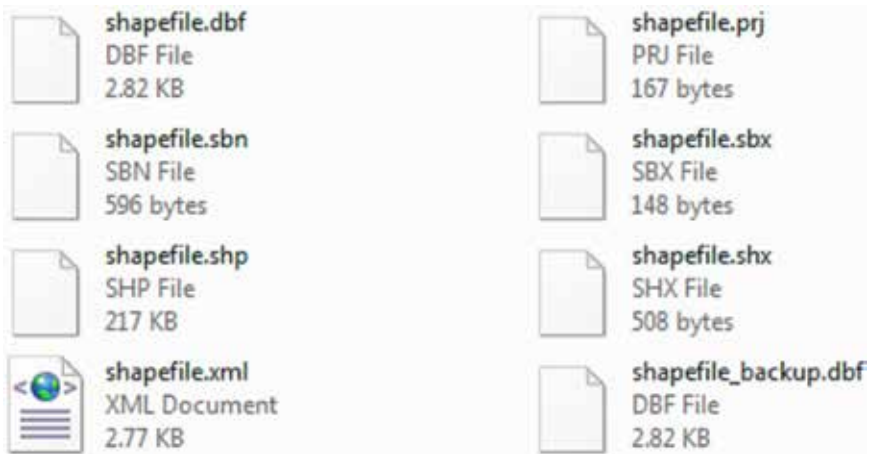 shapefile.dbf
DBF File
2.82 KB
shapefile.prj
PRJ File
167 bytes
shapefile.sbn
SBN File
596 bytes
shapefile.sbx
SBX File
148 bytes
shapefile.shp
SHP File
217 KB
shapefile.shx
SHX File
508 bytes
shapefile.xml
XML Document
2.77 KB
shapefile_backup.dbf
DBF File
2.82 KB